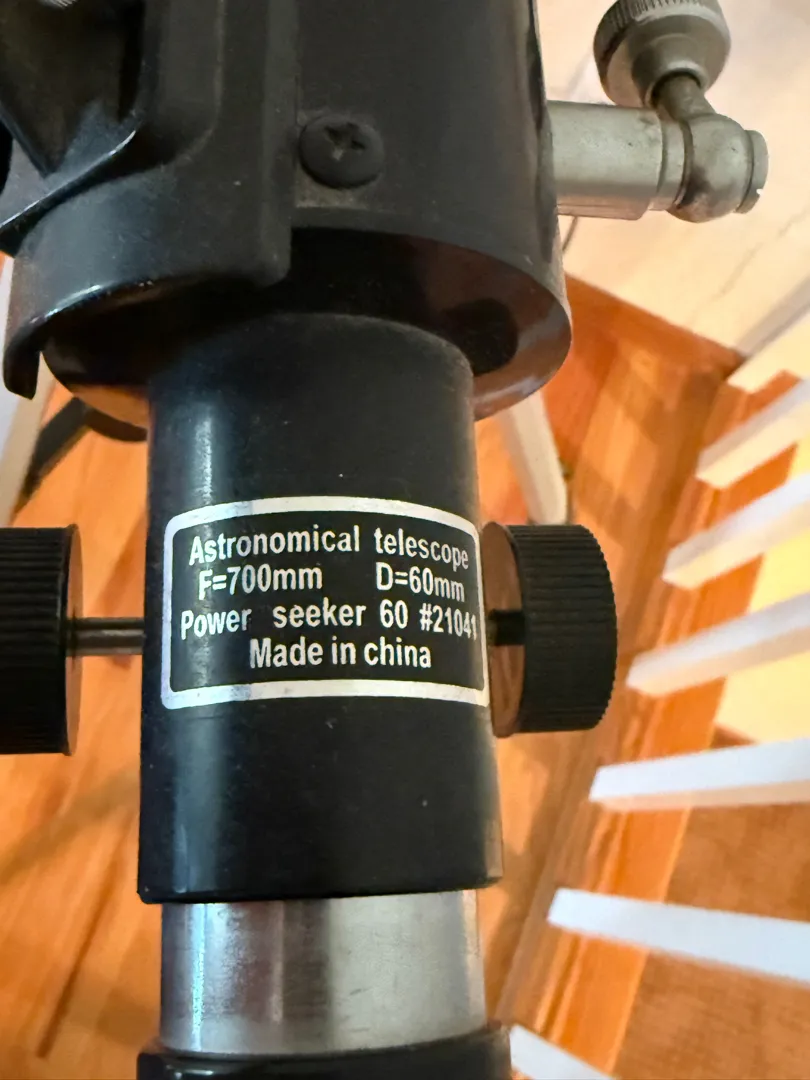 Astronomical telescope
F=700mm D=60mm
Power seeker 60 #21041
Made in china